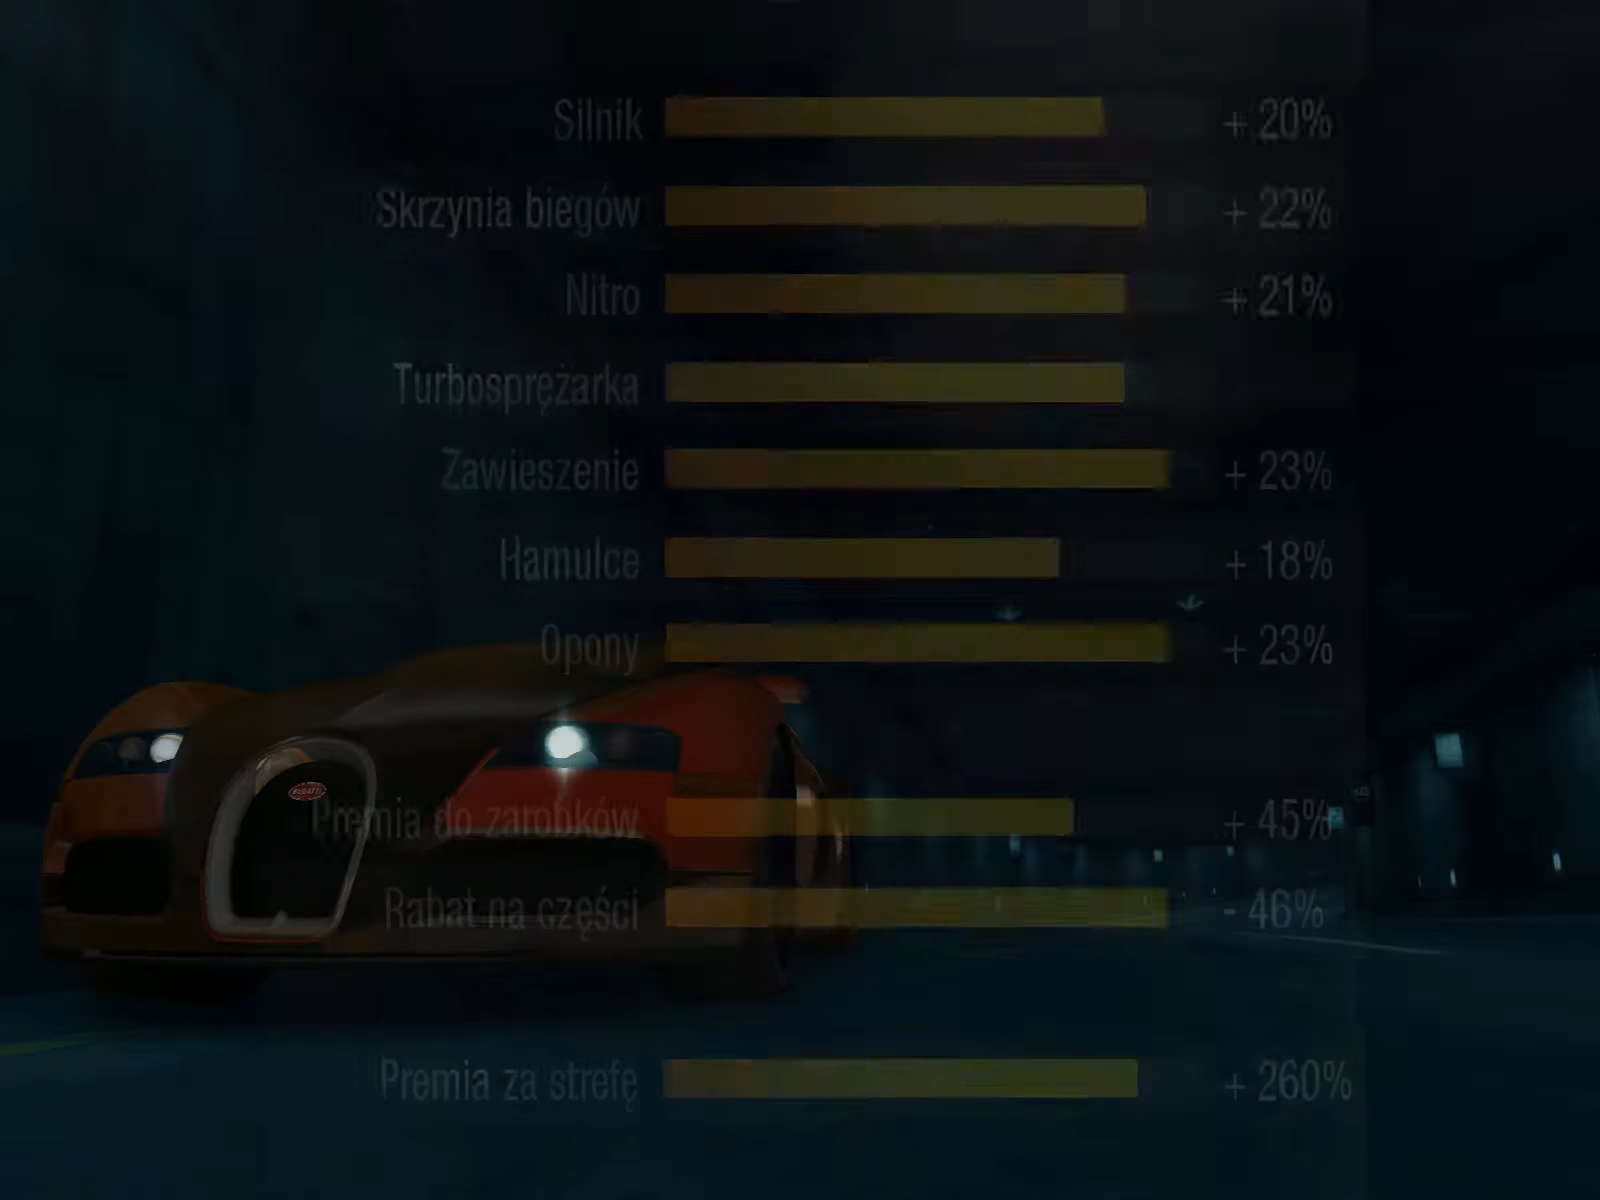 Silnik + 20%
Skrzynia biegów + 22%
Nitro + 21%
Turbosprężarka
Zawieszenie + 23%
Hamulce + 18%
Opony + 23%
BUGATTI
Premia do zarobków + 45%
Rabat na części - 46%
Premia za strefę + 260%